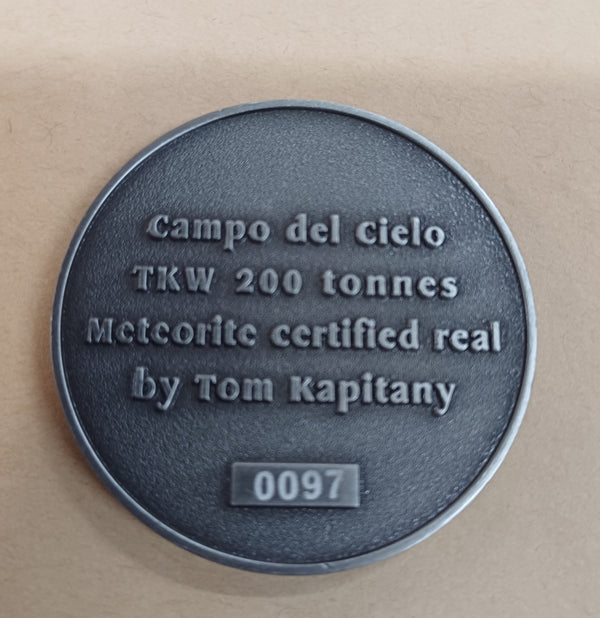 Campo del cielo
TKW 200 tonnes
Meteorite certified real
by Tom Kapitany
0097